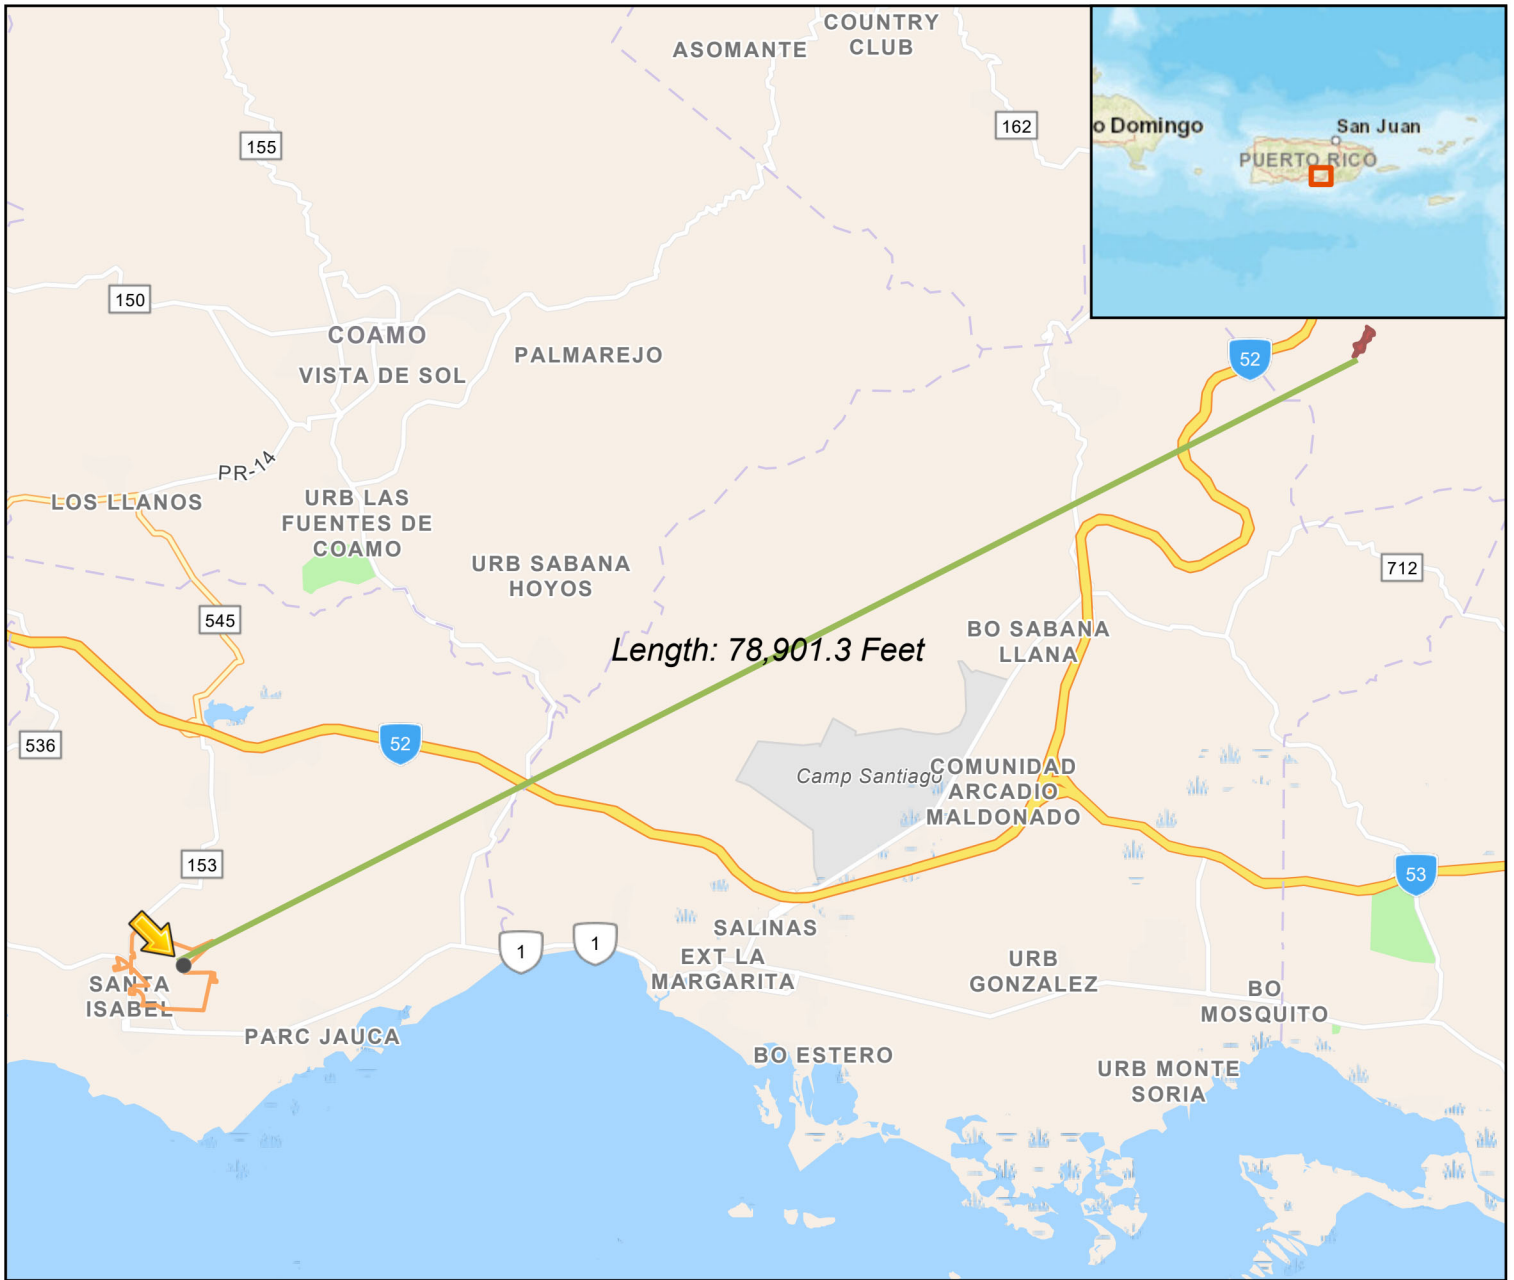 COUNTRY
CLUB
ASOMANTE
162
155
o Domingo
San Juan
PUERTO RICO
150
COAMO
VISTA DE SOL
PALMAREJO
52
PR-14
LOS LLANOS
URB LAS
FUENTES DE
COAMO
URB SABANA
HOYOS
712
545
BO SABANA
LLANA
Length: 78,901.3 Feet
536
52
Camp Santiago
COMUNIDAD
ARCADIO
MALDONADO
153
53
SALINAS
1
1
EXT LA
MARGARITA
URB
GONZALEZ
SANTA
ISABEL
BO
MOSQUITO
PARC JAUCA
BO ESTERO
URB MONTE
SORIA